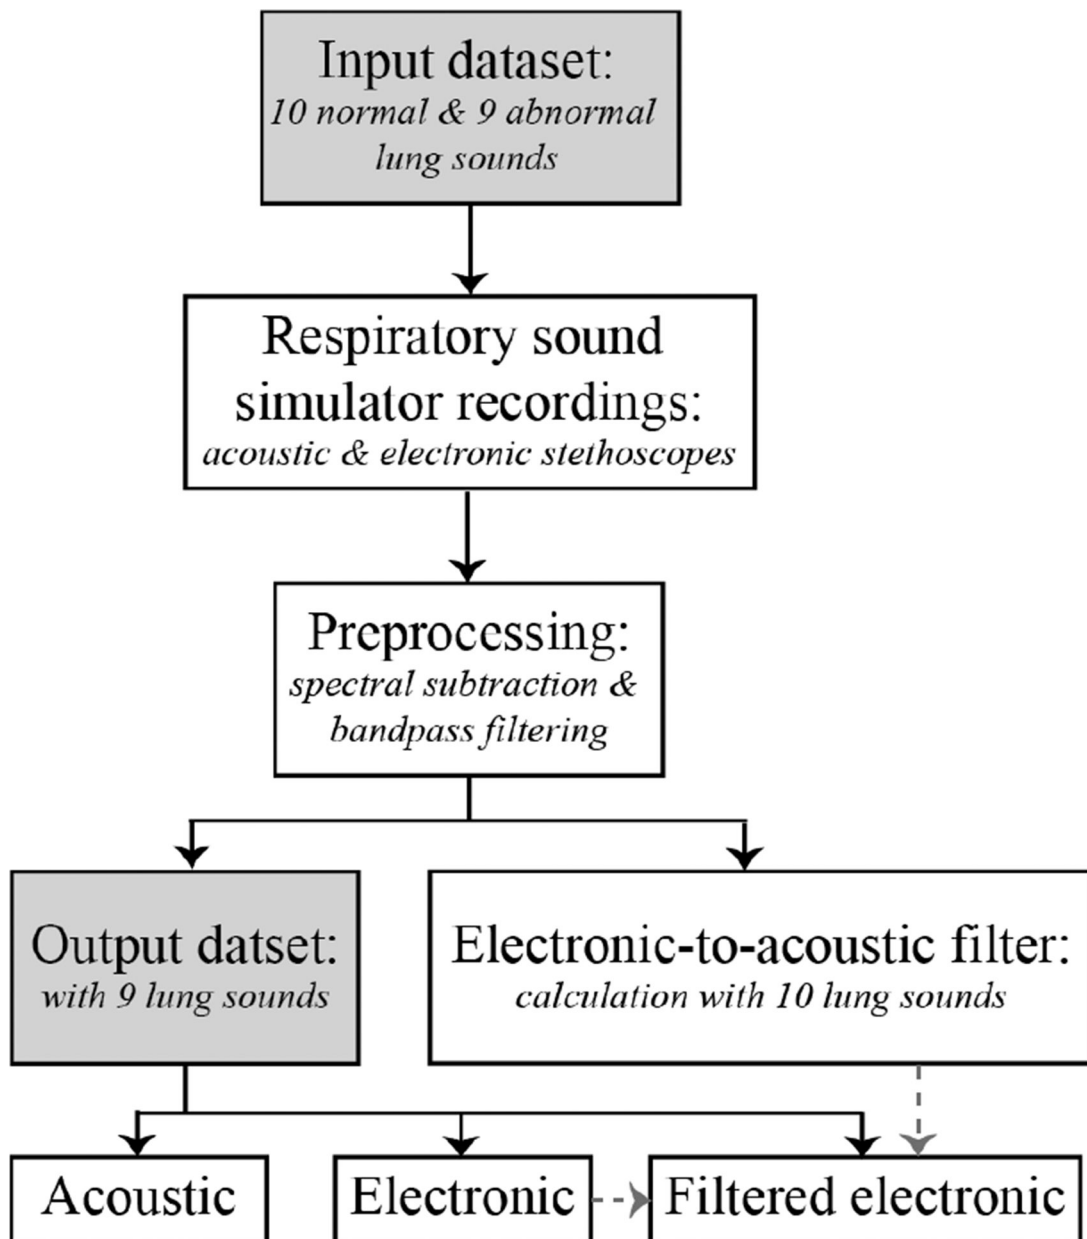 Input dataset:
10 normal & 9 abnormal
lung sounds
Respiratory sound
simulator recordings:
acoustic & electronic stethoscopes
Preprocessing:
spectral subtraction &
bandpass filtering
Output datset:
with 9 lung sounds
Electronic-to-acoustic filter:
calculation with 10 lung sounds
Acoustic
Electronic
Filtered electronic